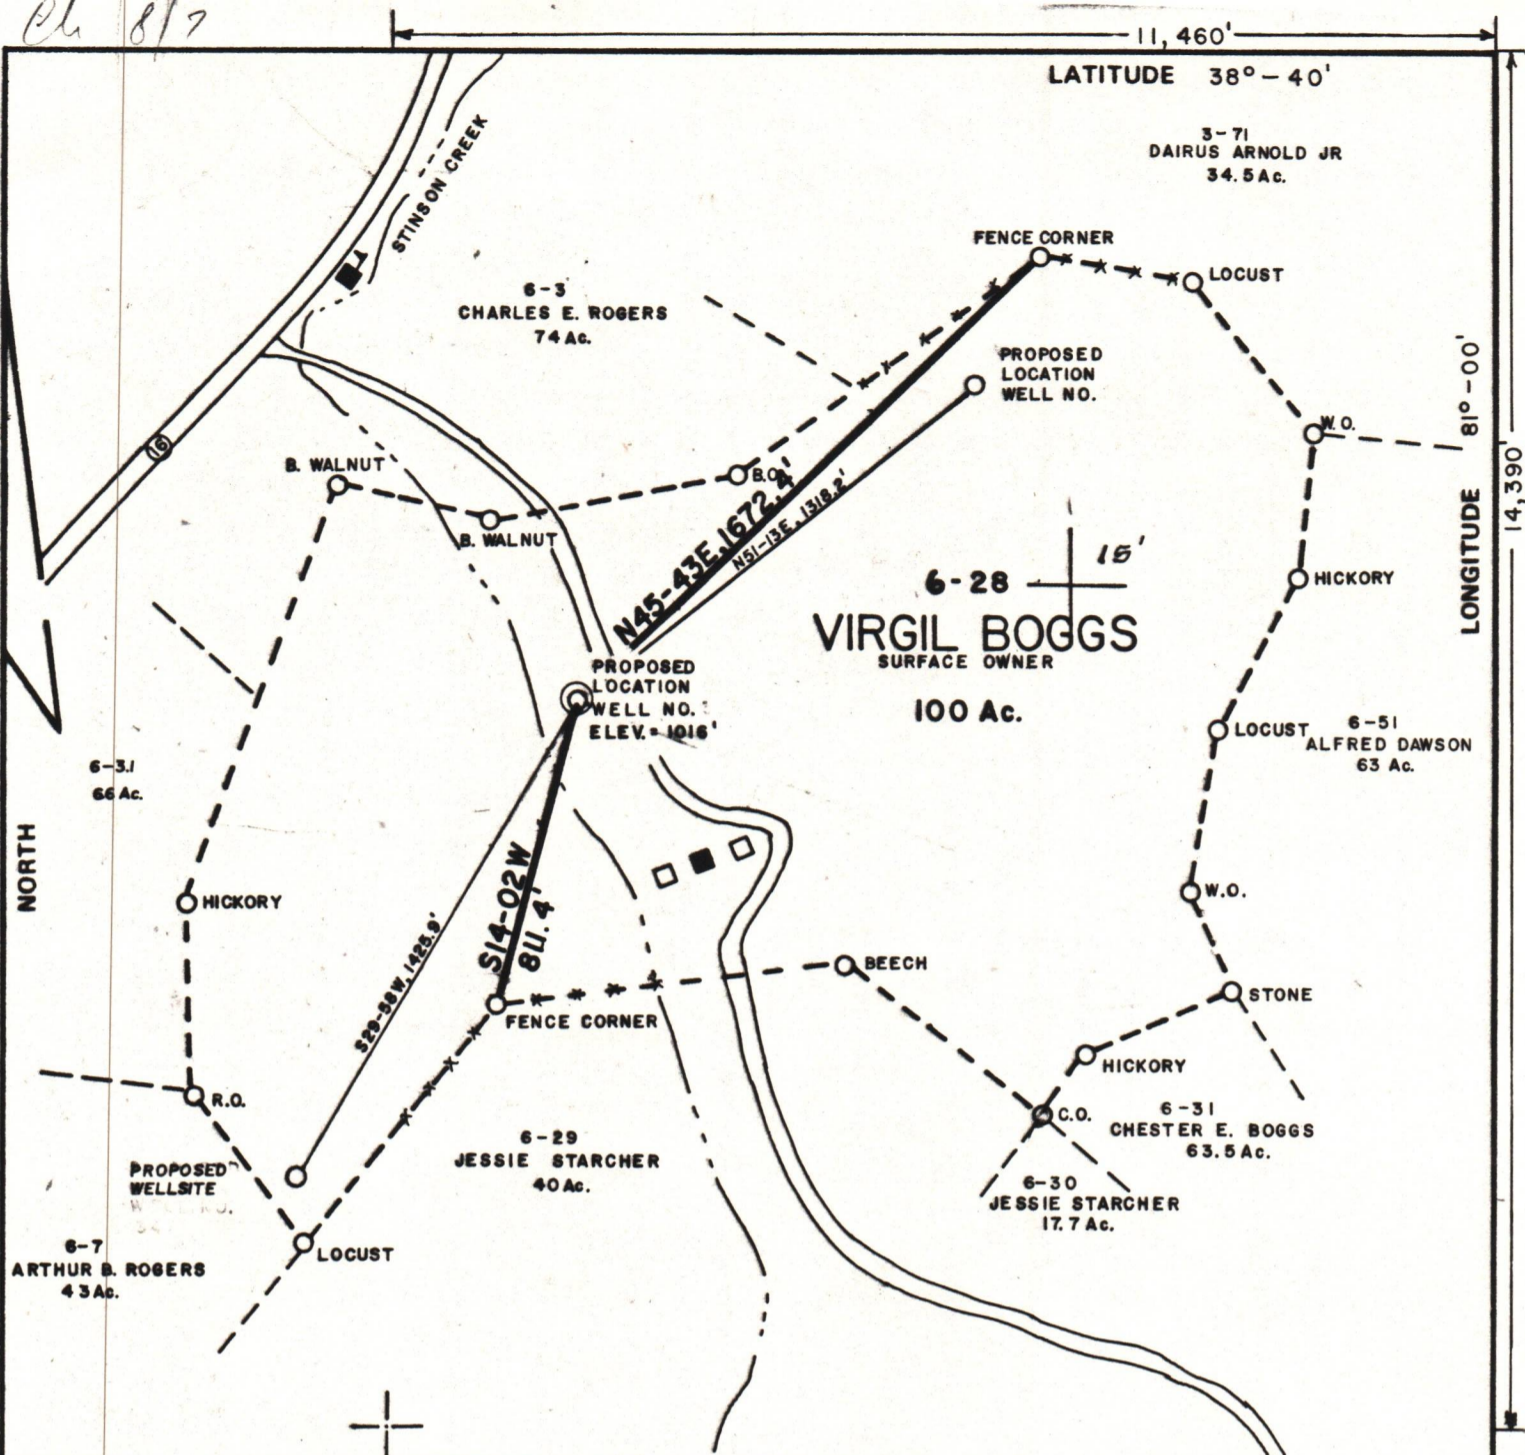 Ch 8/7
11,460'
LATITUDE 38° - 40'
3-71
DAIRUS ARNOLD JR
34.5 Ac.
STINSON CREEK
FENCE CORNER
LOCUST
6-3
CHARLES E. ROGERS
74 Ac.
PROPOSED
LOCATION
WELL NO.
81° - 00'
LONGITUDE
14,390'
W.O.
16
B. WALNUT
B. WALNUT
B.O.
N45-43E, 1672.4'
N51-13E, 1318.2'
15'
6-28
HICKORY
VIRGIL BOGGS
SURFACE OWNER
100 Ac.
PROPOSED
LOCATION
WELL NO.
ELEV. = 1016'
LOCUST
6-51
ALFRED DAWSON
63 Ac.
6-3.1
66 Ac.
NORTH
HICKORY
W.O.
S14-02W
811.4'
S29-58W, 1425.9'
BEECH
STONE
FENCE CORNER
HICKORY
R.O.
C.O.
6-31
CHESTER E. BOGGS
63.5 Ac.
6-29
JESSIE STARCHER
40 Ac.
PROPOSED
WELLSITE
6-30
JESSIE STARCHER
17.7 Ac.
6-7
ARTHUR B. ROGERS
43 Ac.
LOCUST